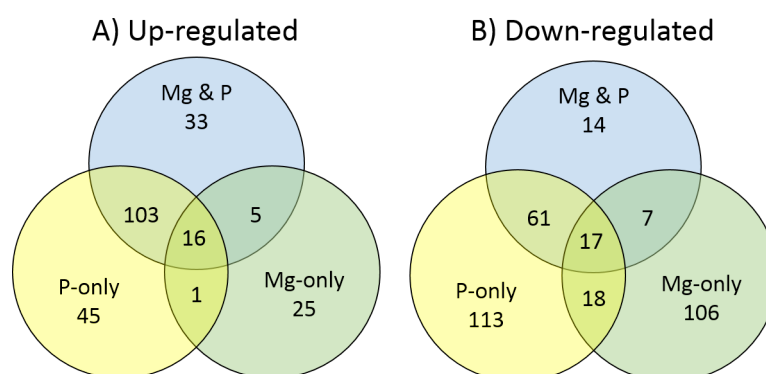 A) Up-regulated
Mg & P
33
103
5
16
P-only
45
1
Mg-only
25
B) Down-regulated
Mg & P
14
61
7
17
P-only
113
18
Mg-only
106